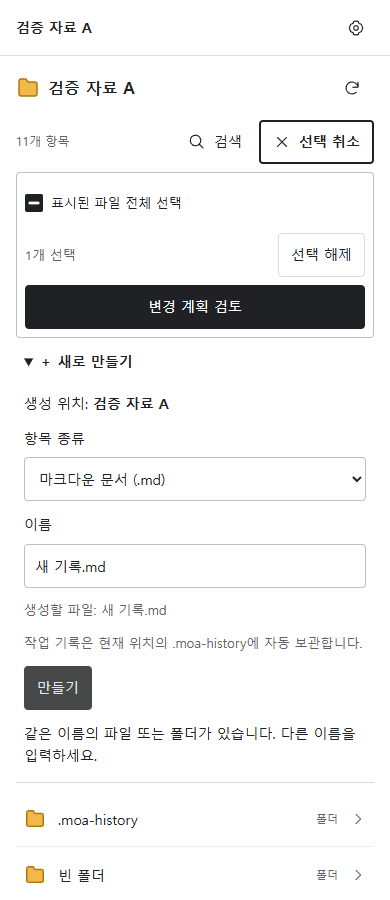 검증 자료 A
검증 자료 A
11개 항목
검색
선택 취소
표시된 파일 전체 선택
1개 선택
선택 해제
변경 계획 검토
▼ + 새로 만들기
생성 위치: 검증 자료 A
항목 종류
마크다운 문서 (.md)
이름
새 기록.md
생성할 파일: 새 기록.md
작업 기록은 현재 위치의 .moa-history에 자동 보관합니다.
만들기
같은 이름의 파일 또는 폴더가 있습니다. 다른 이름을
입력하세요.
.moa-history 폴더
빈 폴더 폴더